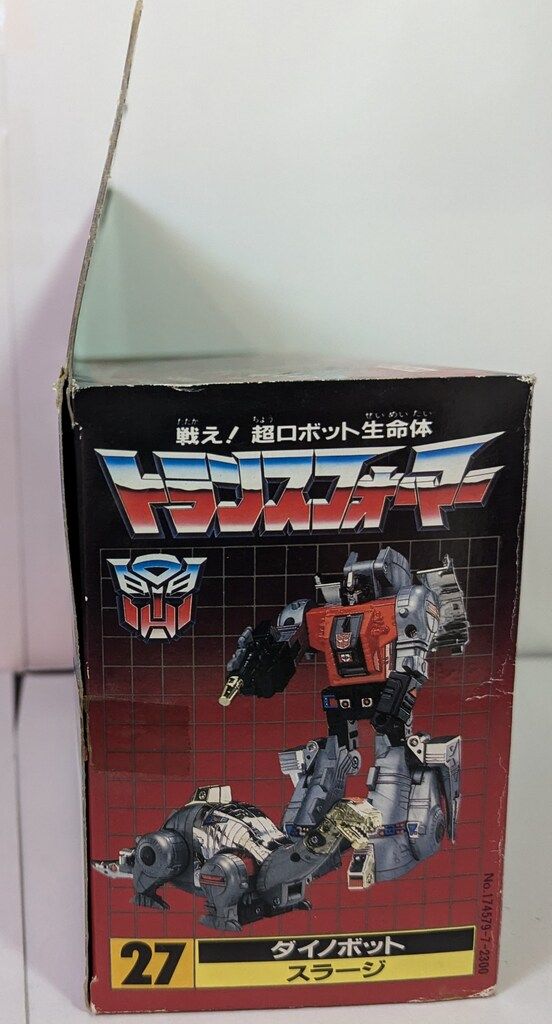 戦え! 超ロボット生命体
トランスフォーマー
27
ダイノボット
スラージ
No.174579-7-2300